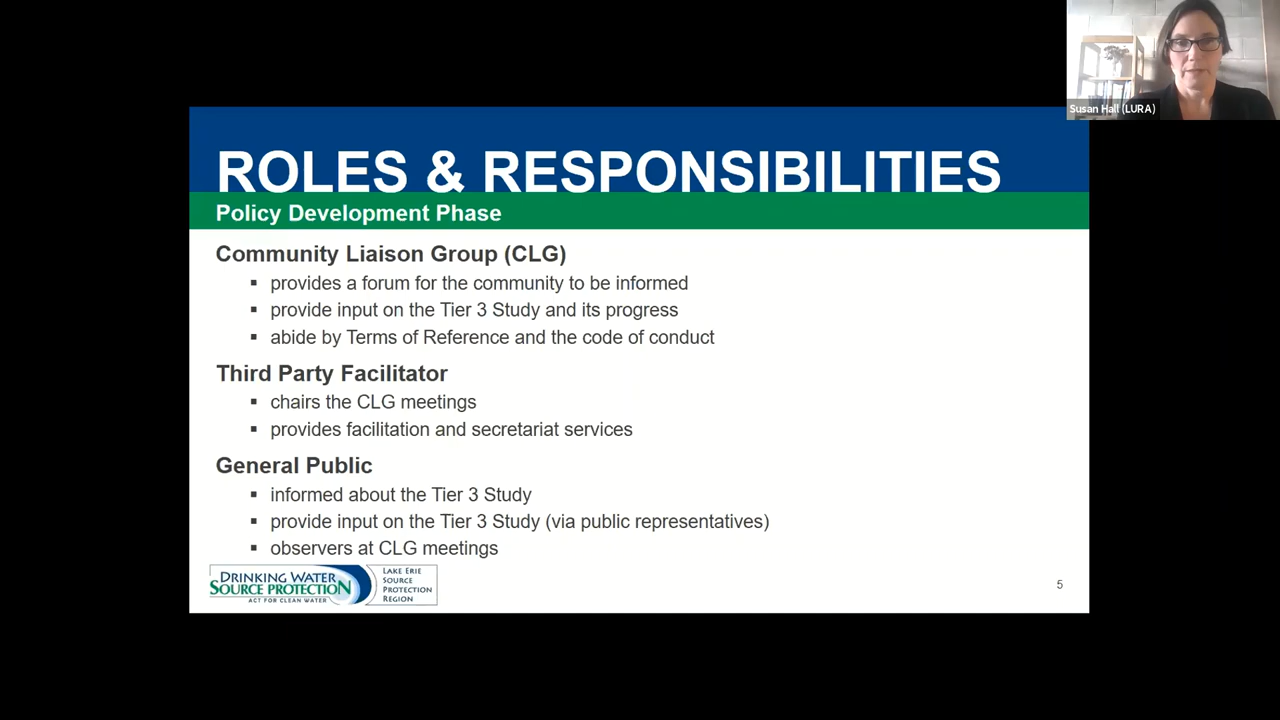 Susan Hall (LURA)
ROLES & RESPONSIBILITIES
Policy Development Phase
Community Liaison Group (CLG)
▪ provides a forum for the community to be informed
▪ provide input on the Tier 3 Study and its progress
▪ abide by Terms of Reference and the code of conduct
Third Party Facilitator
▪ chairs the CLG meetings
▪ provides facilitation and secretariat services
General Public
▪ informed about the Tier 3 Study
▪ provide input on the Tier 3 Study (via public representatives)
▪ observers at CLG meetings
DRINKING WATER
SOURCE PROTECTION
ACT FOR CLEAN WATER
LAKE ERIE
SOURCE
PROTECTION
REGION
5